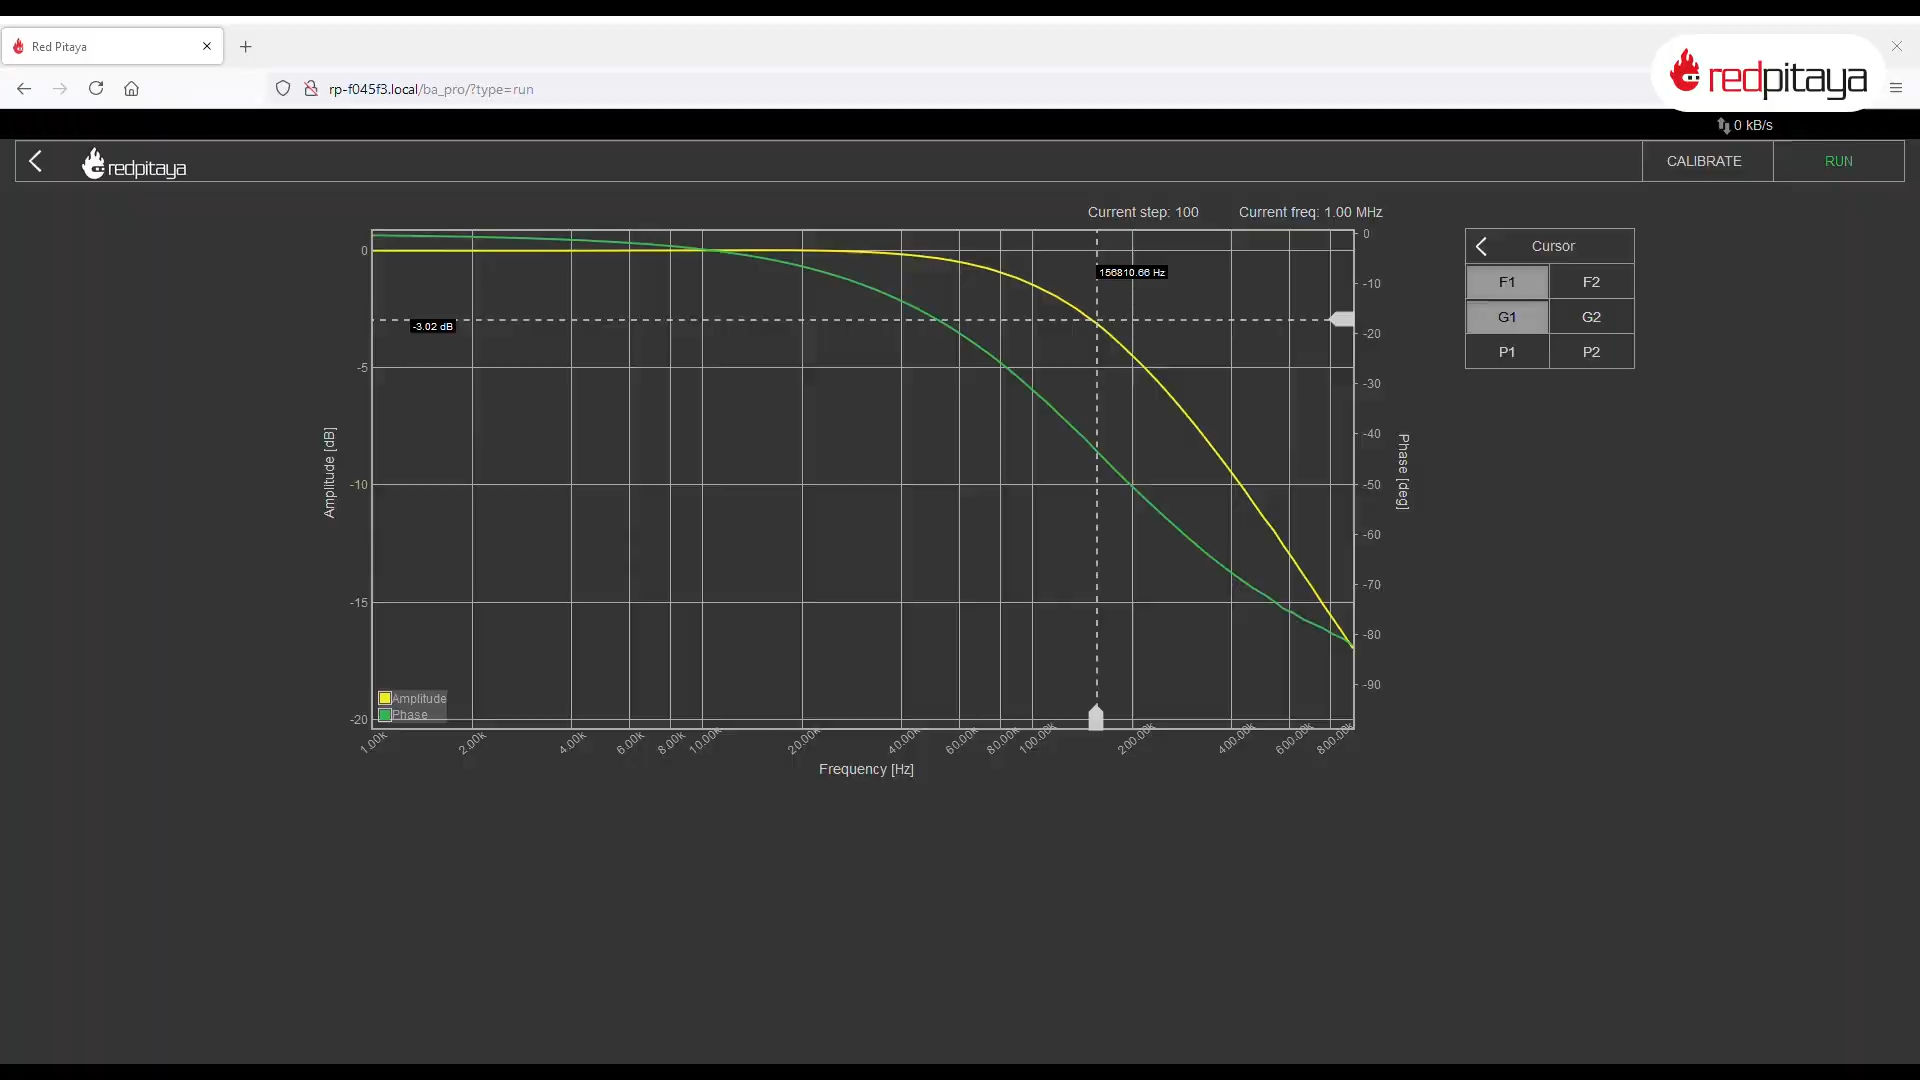 Red Pitaya
rp-f045f3.local/ba_pro/?type=run
redpitaya
0 kB/s
redpitaya
CALIBRATE
RUN
Current step: 100
Current freq: 1.00 MHz
Cursor
F1 F2
G1 G2
P1 P2
156810.66 Hz
-3.02 dB
0
-5
-10
-15
-20
Amplitude [dB]
0
-10
-20
-30
-40
-50
-60
-70
-80
-90
Phase [deg]
Amplitude
Phase
1.00k 2.00k 4.00k 6.00k 8.00k 10.00k 20.00k 40.00k 60.00k 80.00k 100.00k 200.00k 400.00k 600.00k 800.00k
Frequency [Hz]